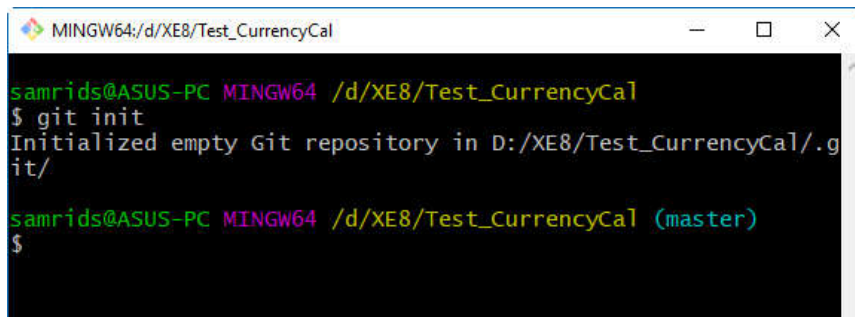 MINGW64:/d/XE8/Test_CurrencyCal
samrids@ASUS-PC MINGW64 /d/XE8/Test_CurrencyCal
$ git init
Initialized empty Git repository in D:/XE8/Test_CurrencyCal/.g
it/
samrids@ASUS-PC MINGW64 /d/XE8/Test_CurrencyCal (master)
$